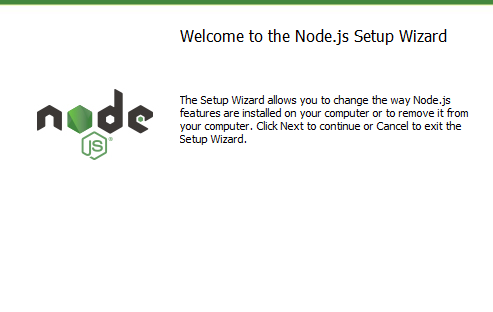 Welcome to the Node.js Setup Wizard
node
JS
The Setup Wizard allows you to change the way Node.js
features are installed on your computer or to remove it from
your computer. Click Next to continue or Cancel to exit the
Setup Wizard.